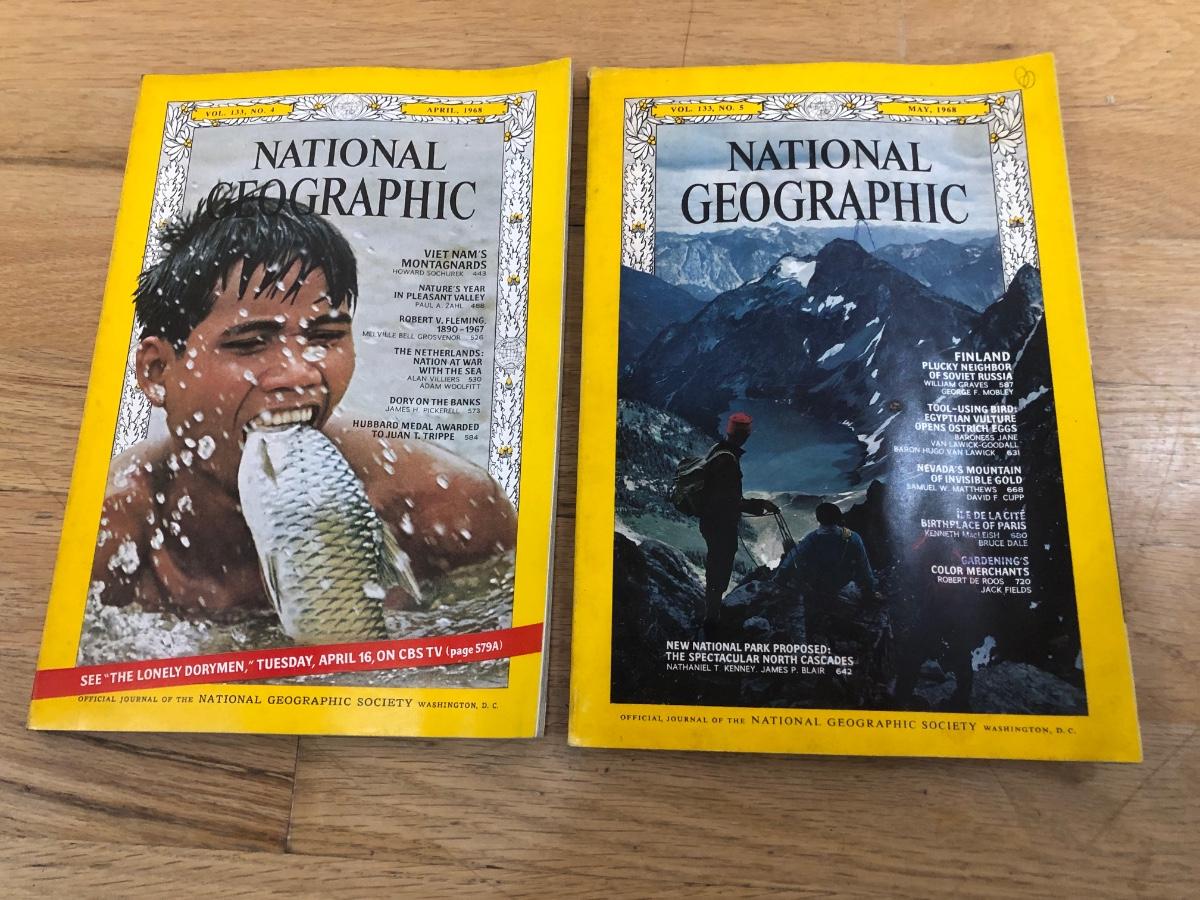 VOL. 133, NO. 4
APRIL, 1968
NATIONAL
GEOGRAPHIC
VIET NAM'S
MONTAGNARDS
HOWARD SOCHUREK 443
NATURE'S YEAR
IN PLEASANT VALLEY
PAUL A. ZAHL 488
ROBERT V. FLEMING,
1890–1967
MELVILLE BELL GROSVENOR 526
THE NETHERLANDS:
NATION AT WAR
WITH THE SEA
ALAN VILLIERS 530
ADAM WOOLFITT
DORY ON THE BANKS
JAMES H. PICKERELL 573
HUBBARD MEDAL AWARDED
TO JUAN T. TRIPPE 584
SEE "THE LONELY DORYMEN," TUESDAY, APRIL 16, ON CBS TV (page 579A)
OFFICIAL JOURNAL OF THE NATIONAL GEOGRAPHIC SOCIETY WASHINGTON, D. C.
VOL. 133, NO. 5
MAY, 1968
NATIONAL
GEOGRAPHIC
FINLAND
PLUCKY NEIGHBOR
OF SOVIET RUSSIA
WILLIAM GRAVES 587
GEORGE F. MOBLEY
TOOL-USING BIRD:
EGYPTIAN VULTURE
OPENS OSTRICH EGGS
BARONESS JANE
VAN LAWICK-GOODALL
BARON HUGO VAN LAWICK 631
NEVADA'S MOUNTAIN
OF INVISIBLE GOLD
SAMUEL W. MATTHEWS 668
DAVID F. CUPP
ÎLE DE LA CITÉ
BIRTHPLACE OF PARIS
KENNETH MacLEISH 680
BRUCE DALE
GARDENING'S
COLOR MERCHANTS
ROBERT DE ROOS 720
JACK FIELDS
NEW NATIONAL PARK PROPOSED:
THE SPECTACULAR NORTH CASCADES
NATHANIEL T. KENNEY, JAMES P. BLAIR 642
OFFICIAL JOURNAL OF THE NATIONAL GEOGRAPHIC SOCIETY WASHINGTON, D. C.